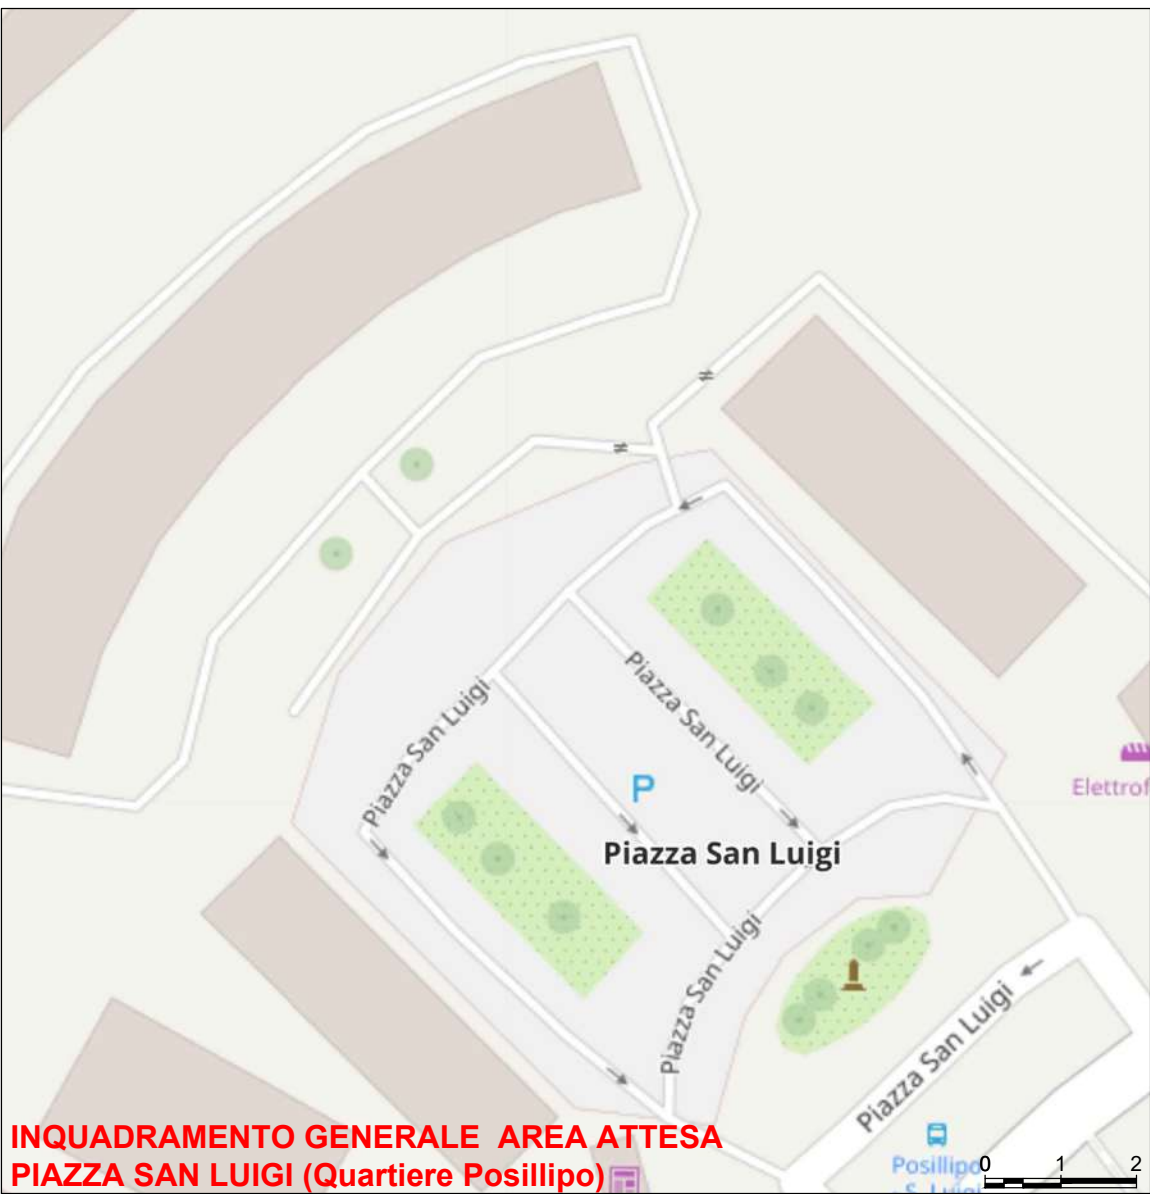 Piazza San Luigi
Piazza San Luigi
P
Elettrof
Piazza San Luigi
Piazza San Luigi
Piazza San Luigi
INQUADRAMENTO GENERALE AREA ATTESA
PIAZZA SAN LUIGI (Quartiere Posillipo)
Posillipo
- S. Luigi
0 1 2